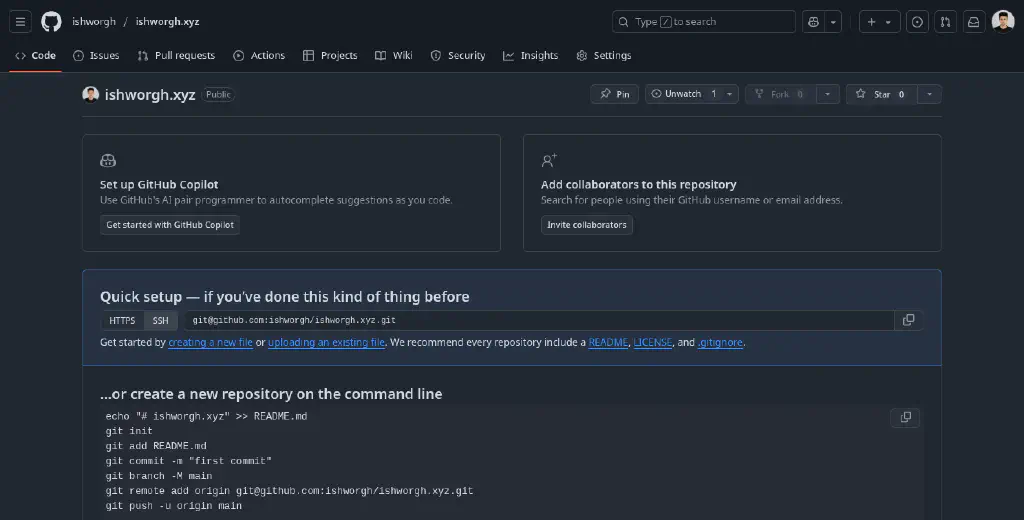 ishworgh / ishworgh.xyz
Type / to search
Code Issues Pull requests Actions Projects Wiki Security Insights Settings
ishworgh.xyz Public
Pin Unwatch 1 Fork 0 Star 0
Set up GitHub Copilot
Use GitHub's AI pair programmer to autocomplete suggestions as you code.
Get started with GitHub Copilot
Add collaborators to this repository
Search for people using their GitHub username or email address.
Invite collaborators
Quick setup — if you've done this kind of thing before
HTTPS SSH git@github.com:ishworgh/ishworgh.xyz.git
Get started by creating a new file or uploading an existing file. We recommend every repository include a README, LICENSE, and .gitignore.
…or create a new repository on the command line
echo "# ishworgh.xyz" >> README.md
git init
git add README.md
git commit -m "first commit"
git branch -M main
git remote add origin git@github.com:ishworgh/ishworgh.xyz.git
git push -u origin main